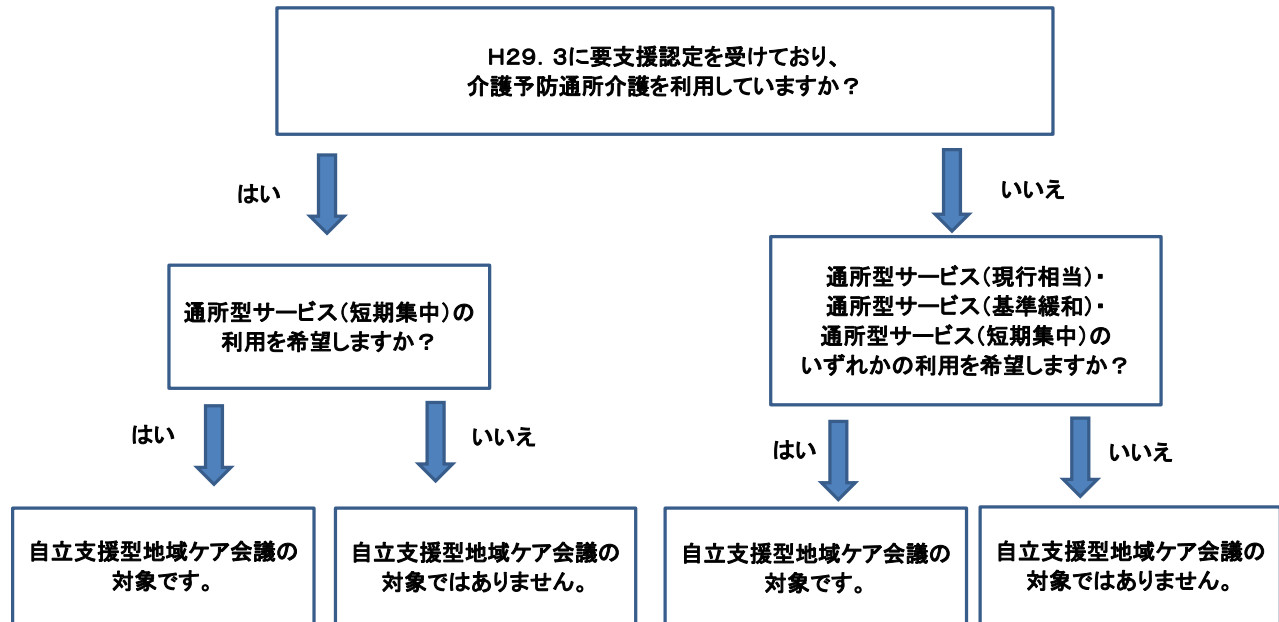 H29．3に要支援認定を受けており、
介護予防通所介護を利用していますか？
はい
いいえ
通所型サービス（短期集中）の
利用を希望しますか？
通所型サービス（現行相当）・
通所型サービス（基準緩和）・
通所型サービス（短期集中）の
いずれかの利用を希望しますか？
はい
いいえ
はい
いいえ
自立支援型地域ケア会議の
対象です。
自立支援型地域ケア会議の
対象ではありません。
自立支援型地域ケア会議の
対象です。
自立支援型地域ケア会議の
対象ではありません。